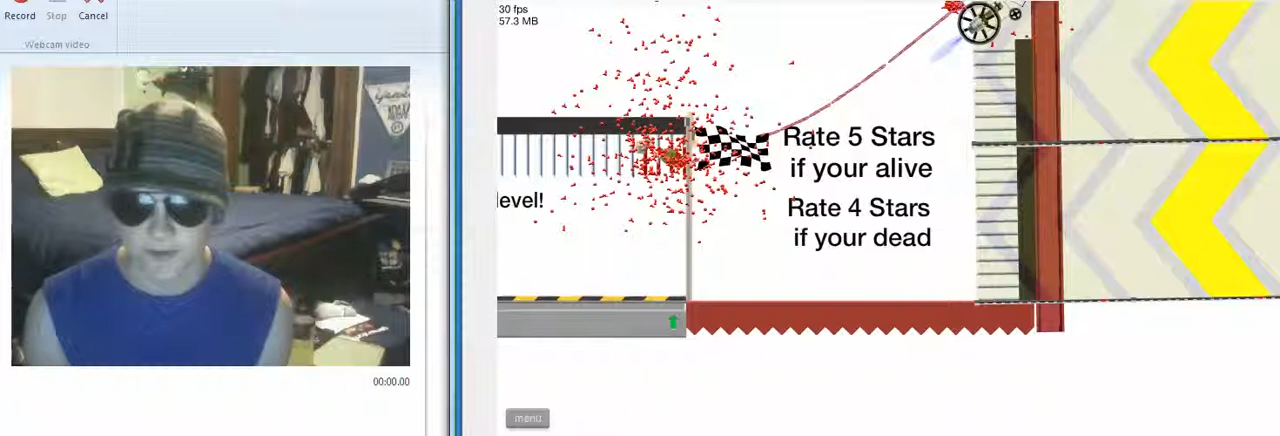 Record Stop Cancel
Webcam video
00:00.00
30 fps
57.3 MB
level!
Rate 5 Stars
if your alive
Rate 4 Stars
if your dead
menu